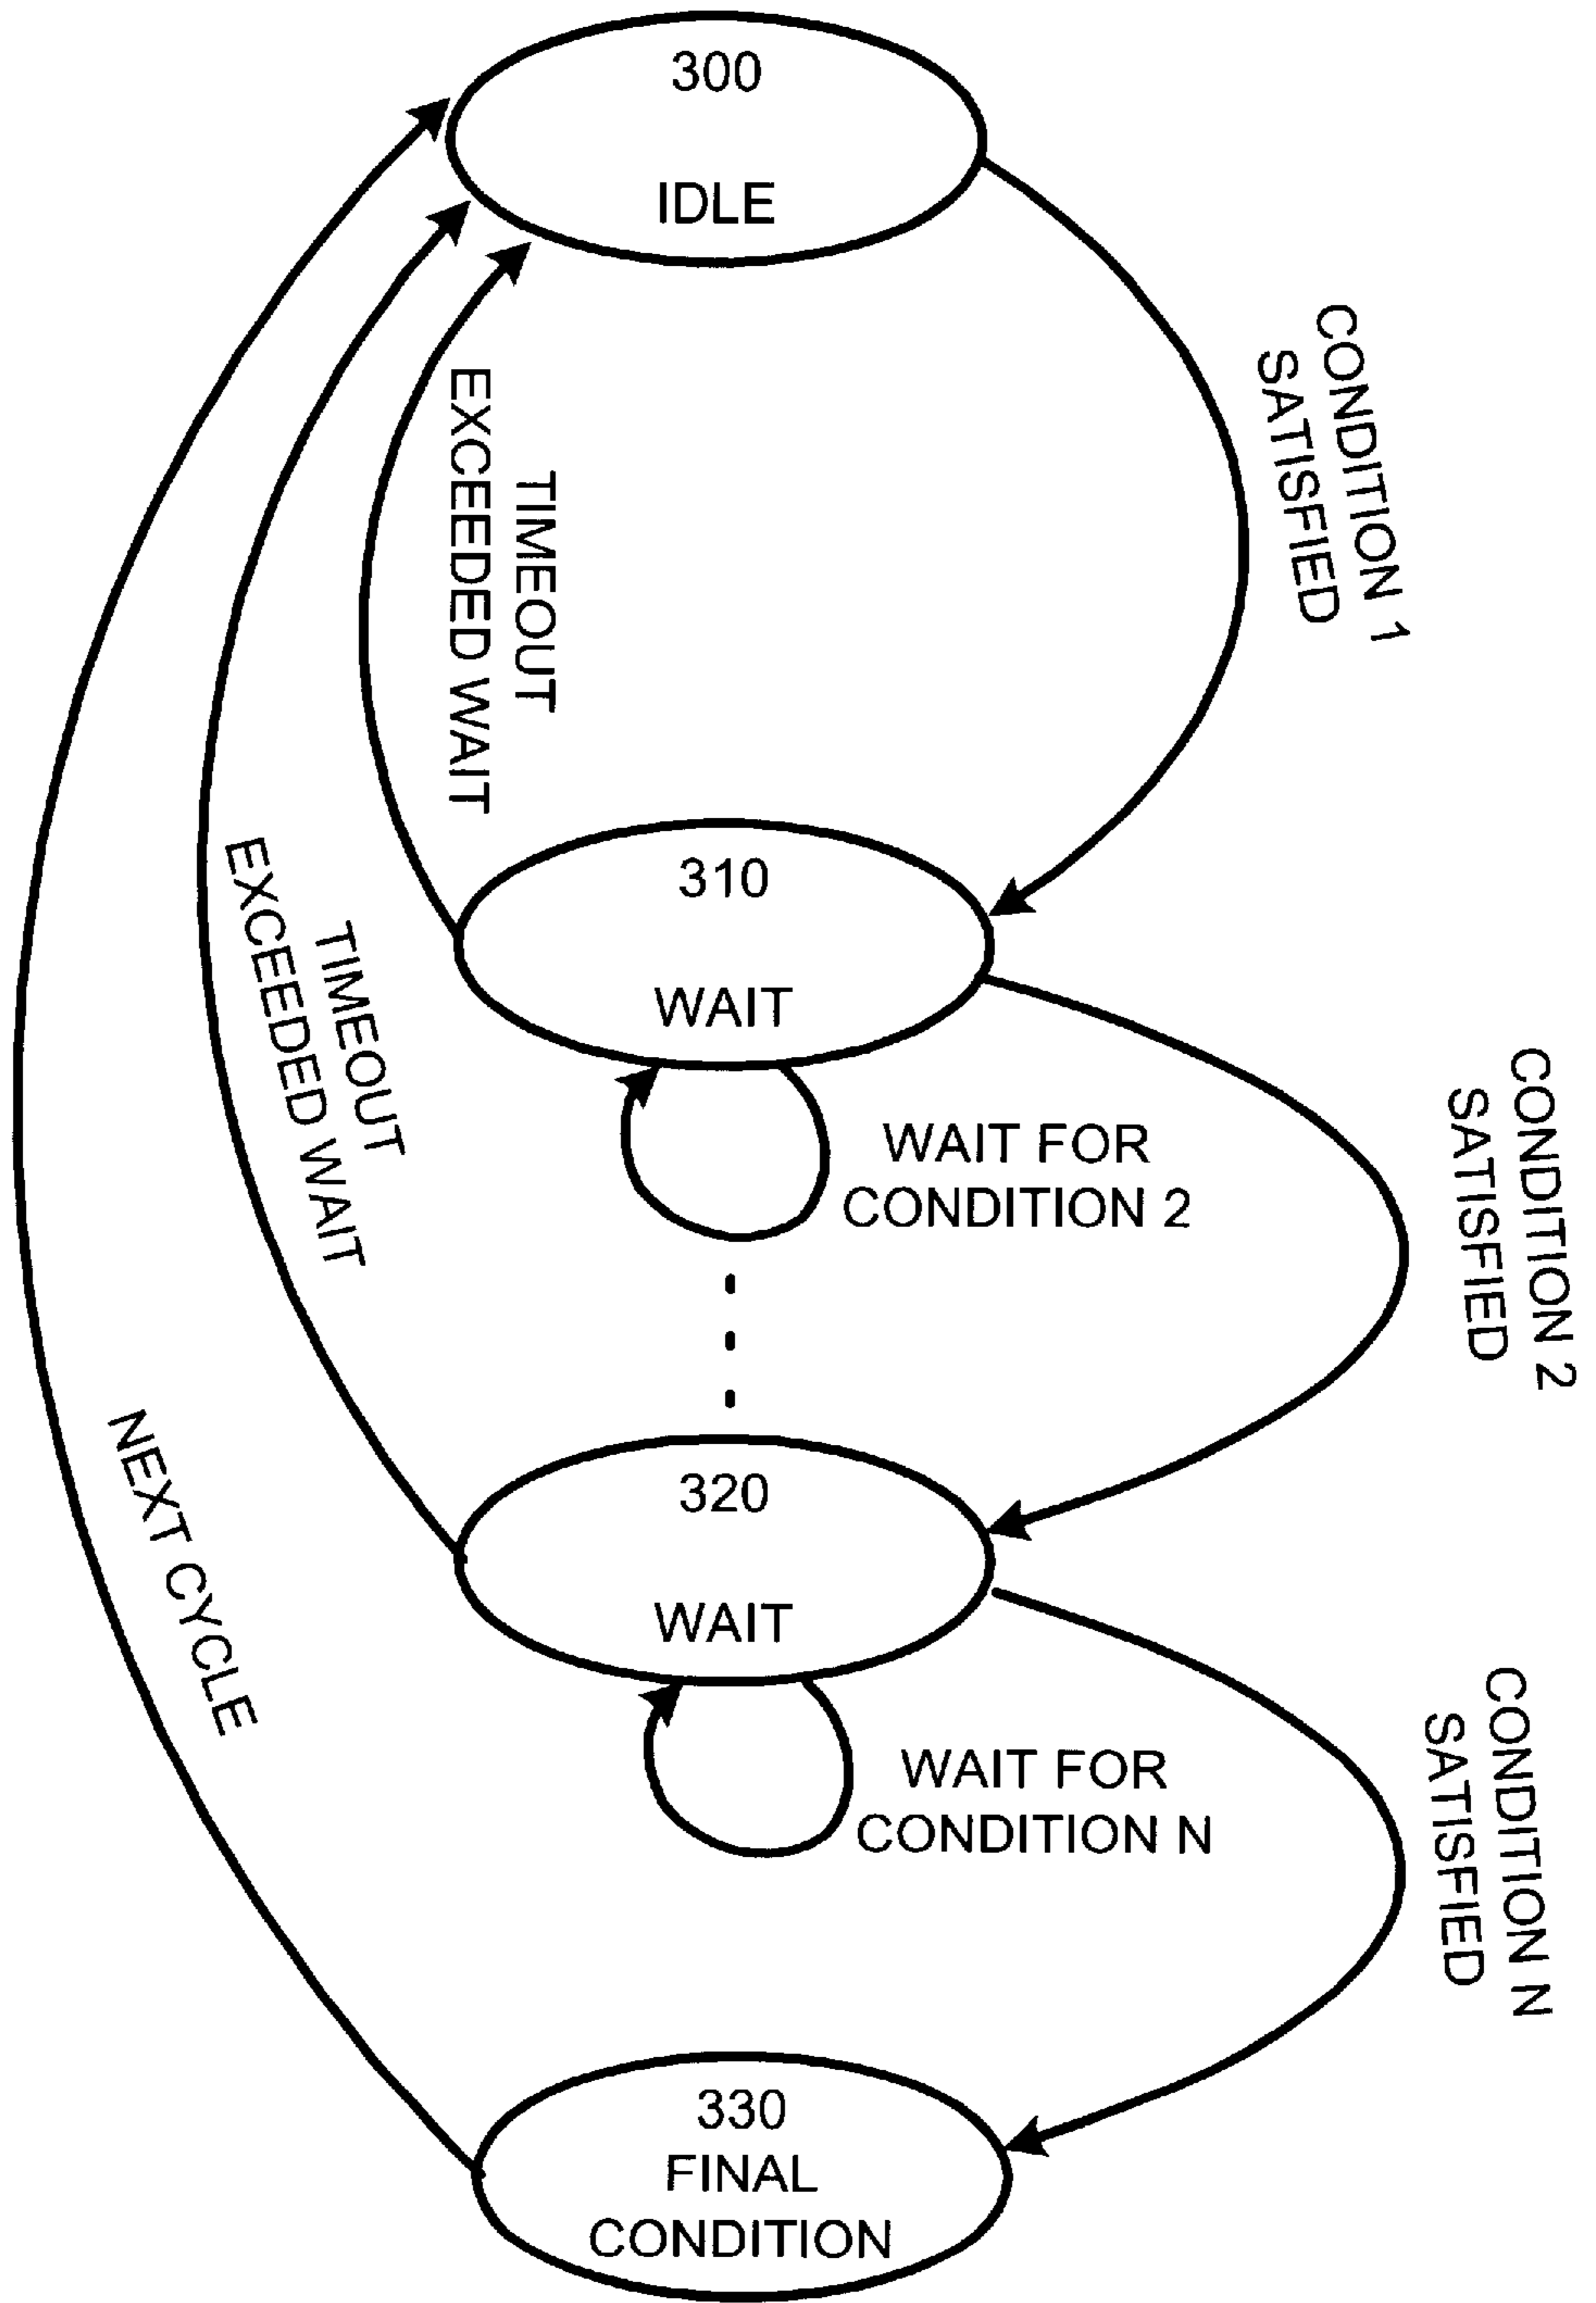 300
IDLE
CONDITION 1
SATISFIED
TIMEOUT
EXCEEDED WAIT
310
WAIT
WAIT FOR
CONDITION 2
CONDITION 2
SATISFIED
TIMEOUT
EXCEEDED WAIT
320
WAIT
WAIT FOR
CONDITION N
CONDITION N
SATISFIED
NEXT CYCLE
330
FINAL
CONDITION